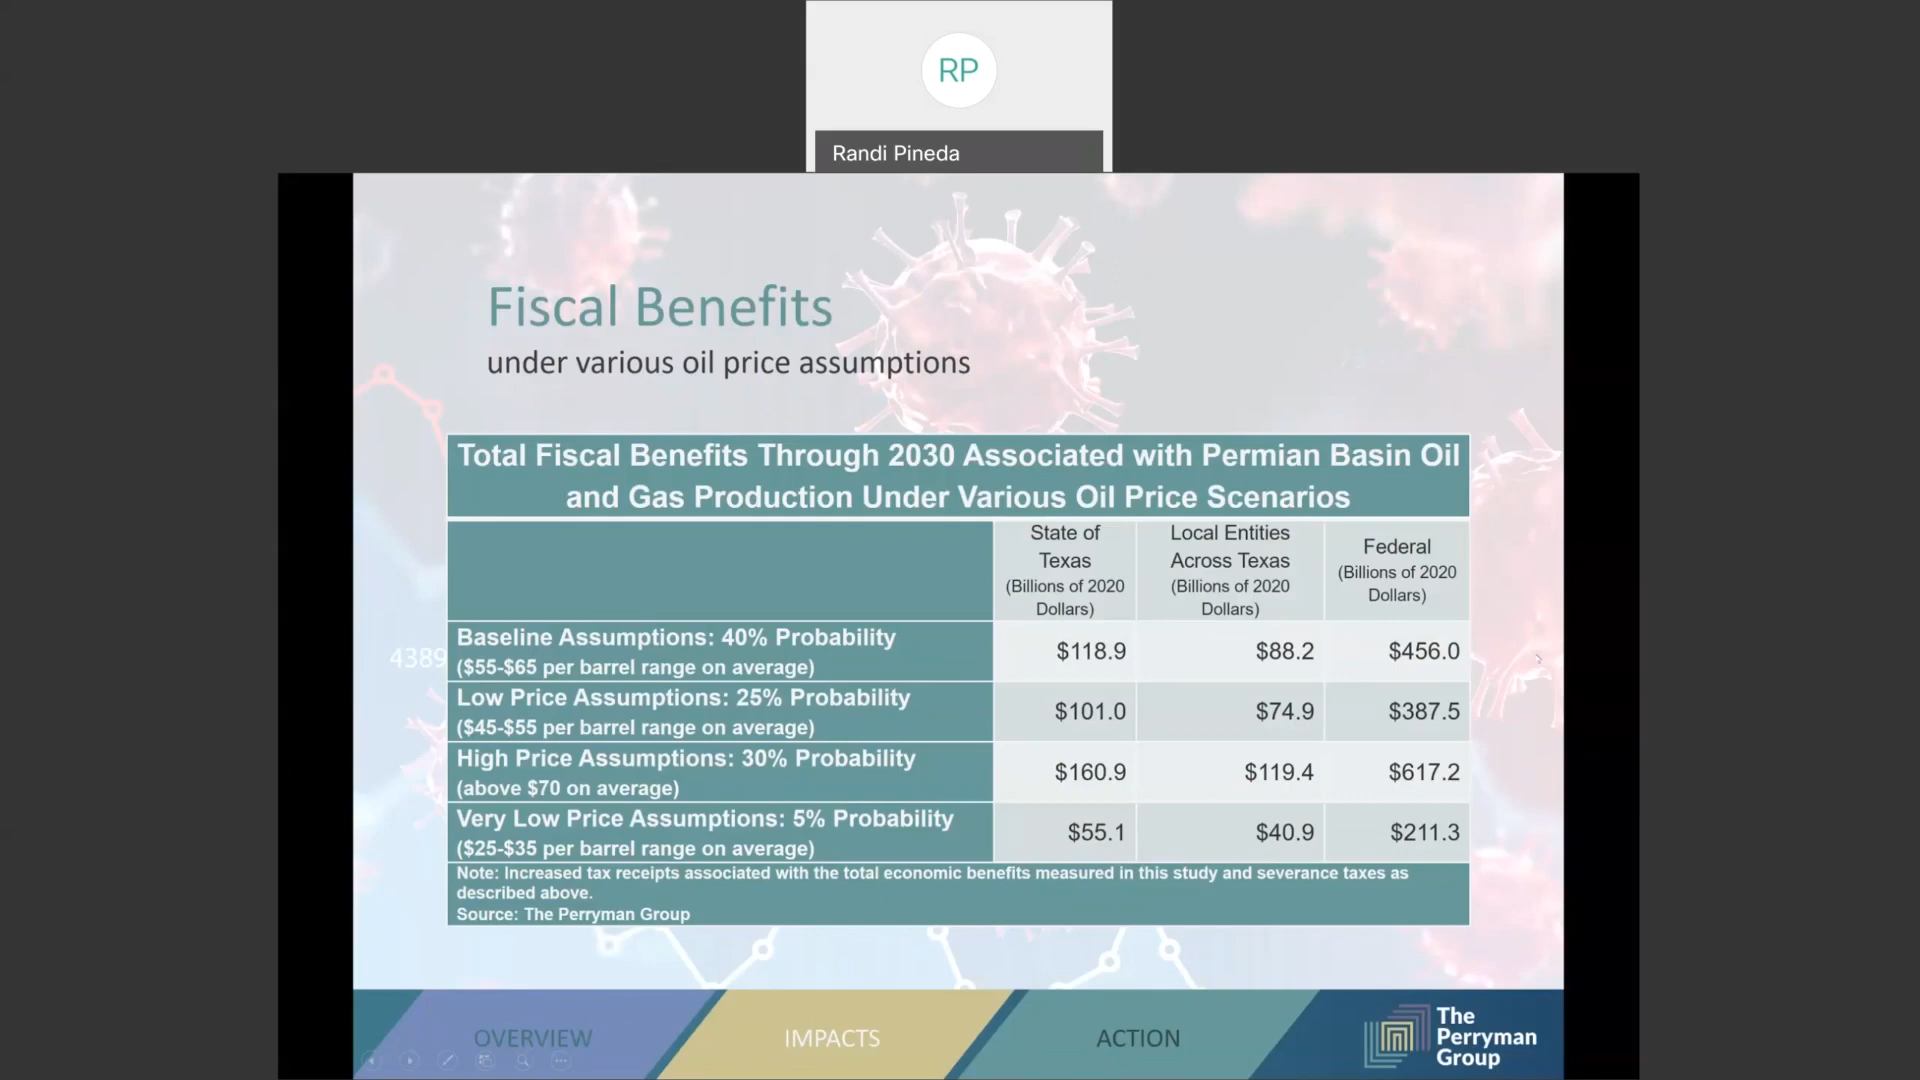 RP
Randi Pineda
Fiscal Benefits
under various oil price assumptions
Total Fiscal Benefits Through 2030 Associated with Permian Basin Oil
and Gas Production Under Various Oil Price Scenarios
State of
Texas
(Billions of 2020
Dollars)
Local Entities
Across Texas
(Billions of 2020
Dollars)
Federal
(Billions of 2020
Dollars)
Baseline Assumptions: 40% Probability
($55-$65 per barrel range on average)
$118.9
$88.2
$456.0
Low Price Assumptions: 25% Probability
($45-$55 per barrel range on average)
$101.0
$74.9
$387.5
High Price Assumptions: 30% Probability
(above $70 on average)
$160.9
$119.4
$617.2
Very Low Price Assumptions: 5% Probability
($25-$35 per barrel range on average)
$55.1
$40.9
$211.3
Note: Increased tax receipts associated with the total economic benefits measured in this study and severance taxes as
described above.
Source: The Perryman Group
4389
OVERVIEW
IMPACTS
ACTION
The
Perryman
Group